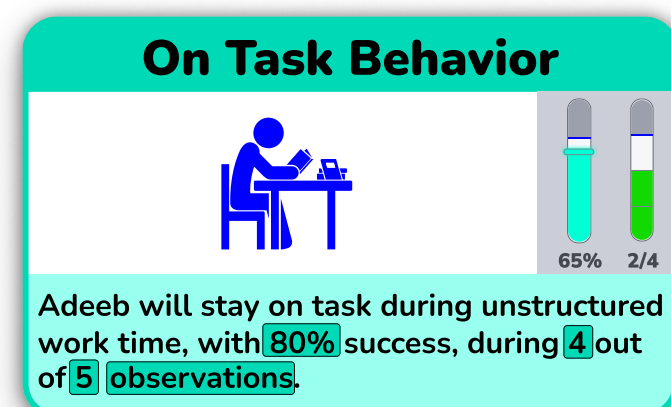 On Task Behavior
65% 2/4
Adeeb will stay on task during unstructured
work time, with 80% success, during 4 out
of 5 observations.